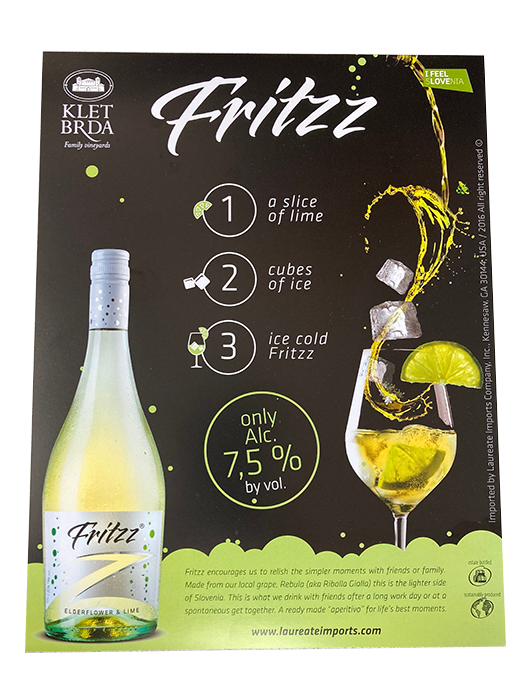 KLET
BRDA
Family vineyards
Fritzz
I FEEL
SLOVENIA
1
a slice
of lime
2
cubes
of ice
3
ice cold
Fritzz
only
Alc.
7,5 %
by vol.
Fritzz®
ELDERFLOWER & LIME
Imported by Laureate Imports Company, Inc., Kennesaw, GA 30144, USA / 2016 All right reserved ©
Fritzz encourages us to relish the simpler moments with friends or family.
Made from our local grape, Rebula (aka Ribolla Gialla) this is the lighter side
of Slovenia. This is what we drink with friends after a long work day or at a
spontaneous get together. A ready made "aperitivo" for life's best moments.
estate bottled
sustainably produced
www.laureateimports.com